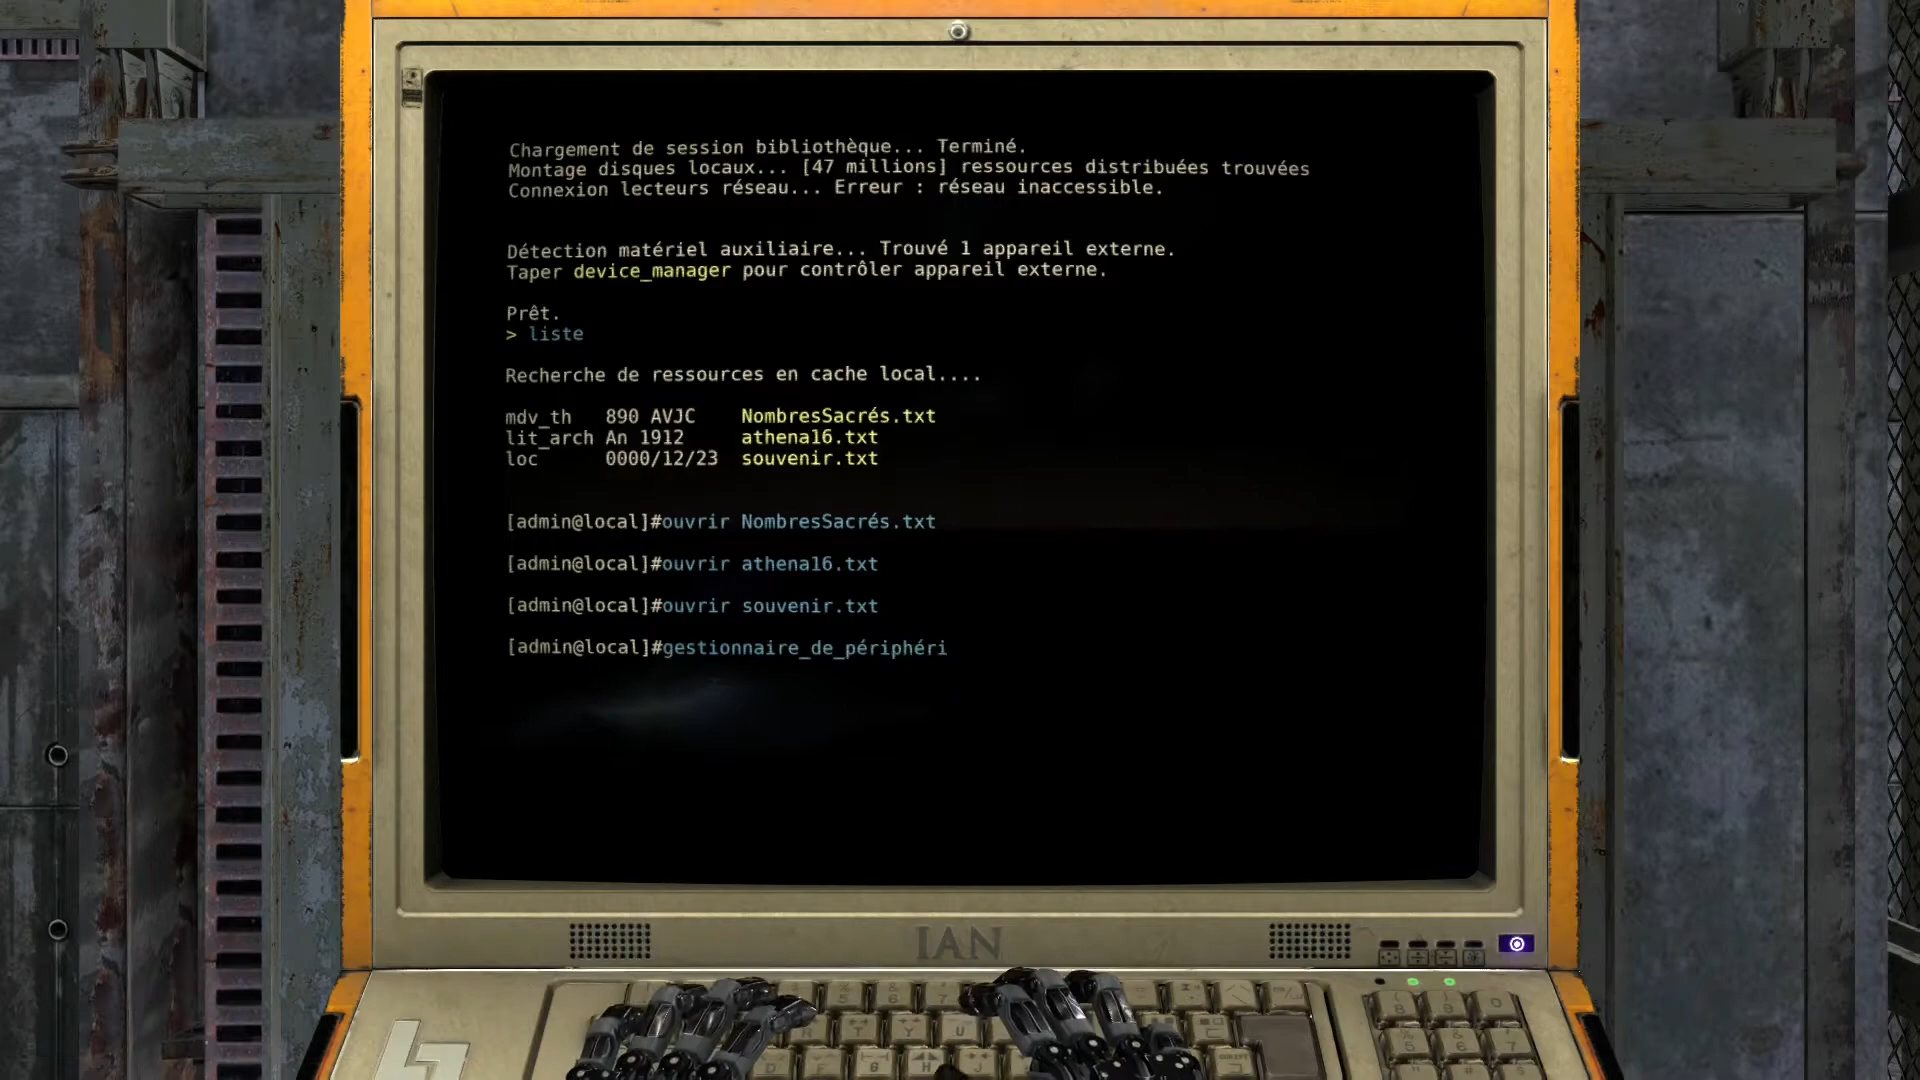 Chargement de session bibliothèque... Terminé.
Montage disques locaux... [47 millions] ressources distribuées trouvées
Connexion lecteurs réseau... Erreur : réseau inaccessible.
Détection matériel auxiliaire... Trouvé 1 appareil externe.
Taper device_manager pour contrôler appareil externe.
Prêt.
> liste
Recherche de ressources en cache local....
mdv_th 890 AVJC NombresSacrés.txt
lit_arch An 1912 athena16.txt
loc 0000/12/23 souvenir.txt
[admin@local]#ouvrir NombresSacrés.txt
[admin@local]#ouvrir athena16.txt
[admin@local]#ouvrir souvenir.txt
[admin@local]#gestionnaire_de_périphéri
IAN